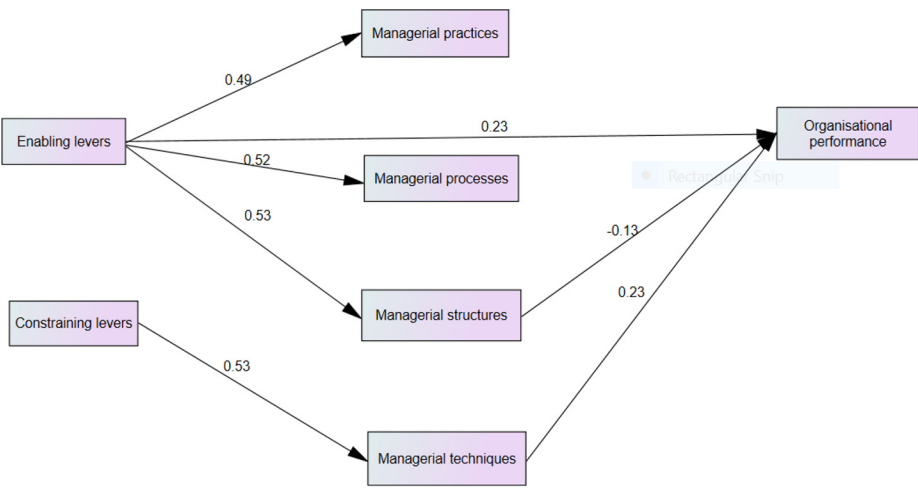 Managerial practices
0.49
Enabling levers
0.23
Organisational
performance
0.52
Managerial processes
Rectangular Snip
0.53
-0.13
0.23
Managerial structures
Constraining levers
0.53
Managerial techniques